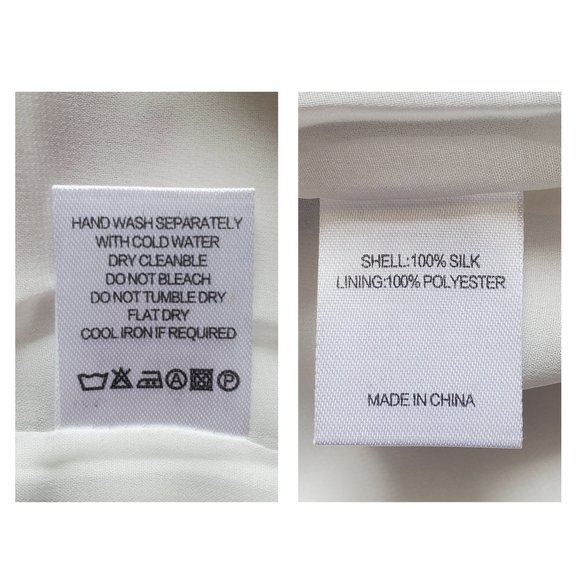 HAND WASH SEPARATELY
WITH COLD WATER
DRY CLEANBLE
DO NOT BLEACH
DO NOT TUMBLE DRY
FLAT DRY
COOL IRON IF REQUIRED
A P
SHELL:100% SILK
LINING:100% POLYESTER
MADE IN CHINA